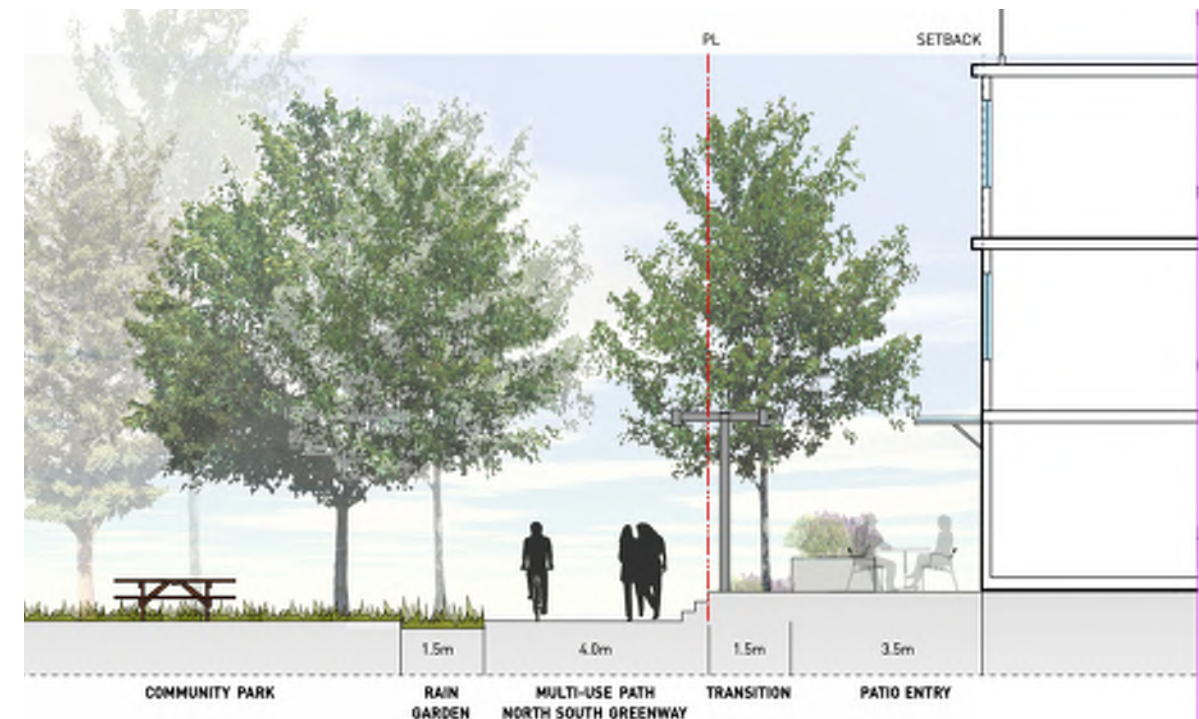 PL
SETBACK
1.5m
4.0m
1.5m
3.5m
COMMUNITY PARK
RAIN
GARDEN
MULTI-USE PATH
NORTH SOUTH GREENWAY
TRANSITION
PATIO ENTRY